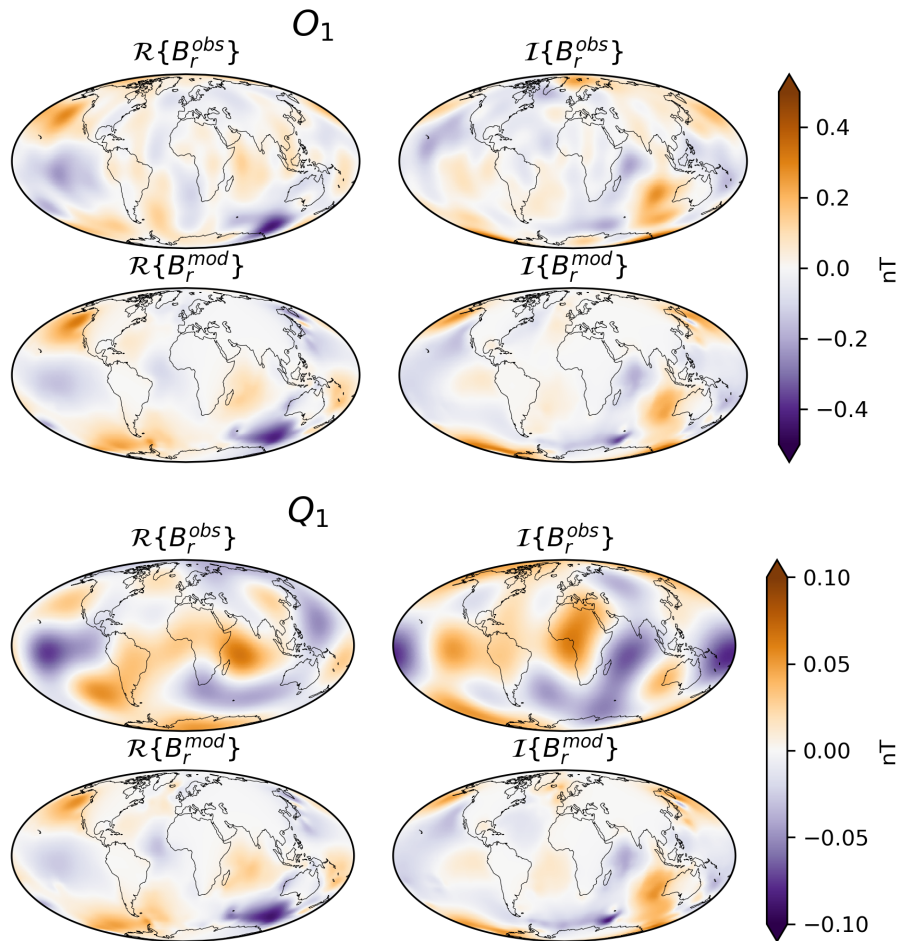 O₁
ℛ{B_r^{obs}} ℐ{B_r^{obs}}
0.4
0.2
0.0
−0.2
−0.4
nT
ℛ{B_r^{mod}} ℐ{B_r^{mod}}
Q₁
ℛ{B_r^{obs}} ℐ{B_r^{obs}}
0.10
0.05
0.00
−0.05
−0.10
nT
ℛ{B_r^{mod}} ℐ{B_r^{mod}}